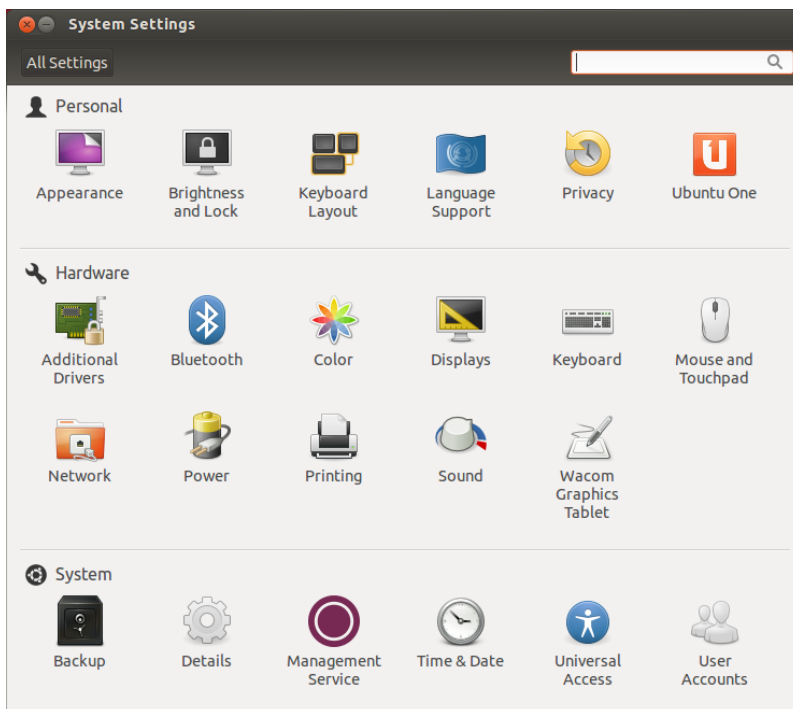 System Settings
All Settings
Personal
Appearance
Brightness
and Lock
Keyboard
Layout
Language
Support
Privacy
Ubuntu One
Hardware
Additional
Drivers
Bluetooth
Color
Displays
Keyboard
Mouse and
Touchpad
Network
Power
Printing
Sound
Wacom
Graphics
Tablet
System
Backup
Details
Management
Service
Time & Date
Universal
Access
User
Accounts